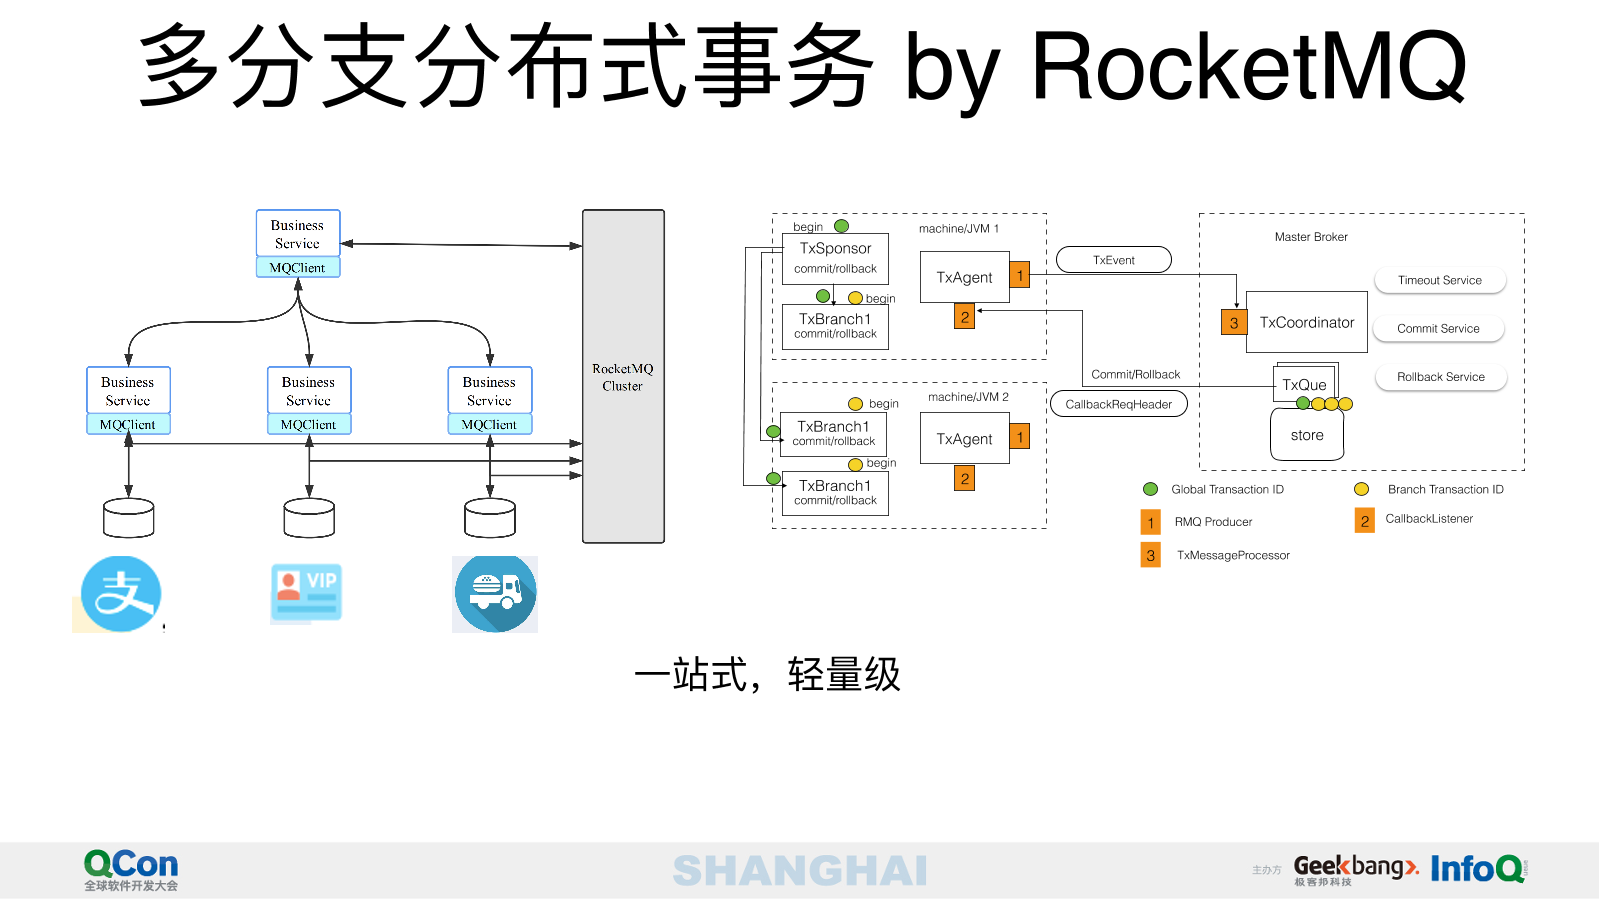 多分支分布式事务 by RocketMQ
Business
Service
MQClient
Business
Service
MQClient
Business
Service
MQClient
Business
Service
MQClient
RocketMQ
Cluster
支
VIP
begin
machine/JVM 1
TxSponsor
commit/rollback
begin
TxBranch1
commit/rollback
TxAgent
1
2
TxEvent
Master Broker
Timeout Service
3
TxCoordinator
Commit Service
Commit/Rollback
TxQue
Rollback Service
CallbackReqHeader
store
begin
machine/JVM 2
TxBranch1
commit/rollback
begin
TxBranch1
commit/rollback
TxAgent
1
2
Global Transaction ID
Branch Transaction ID
1 RMQ Producer
2 CallbackListener
3 TxMessageProcessor
一站式，轻量级
QCon
全球软件开发大会
SHANGHAI
主办方
Geekbang>.
极客邦科技
InfoQ